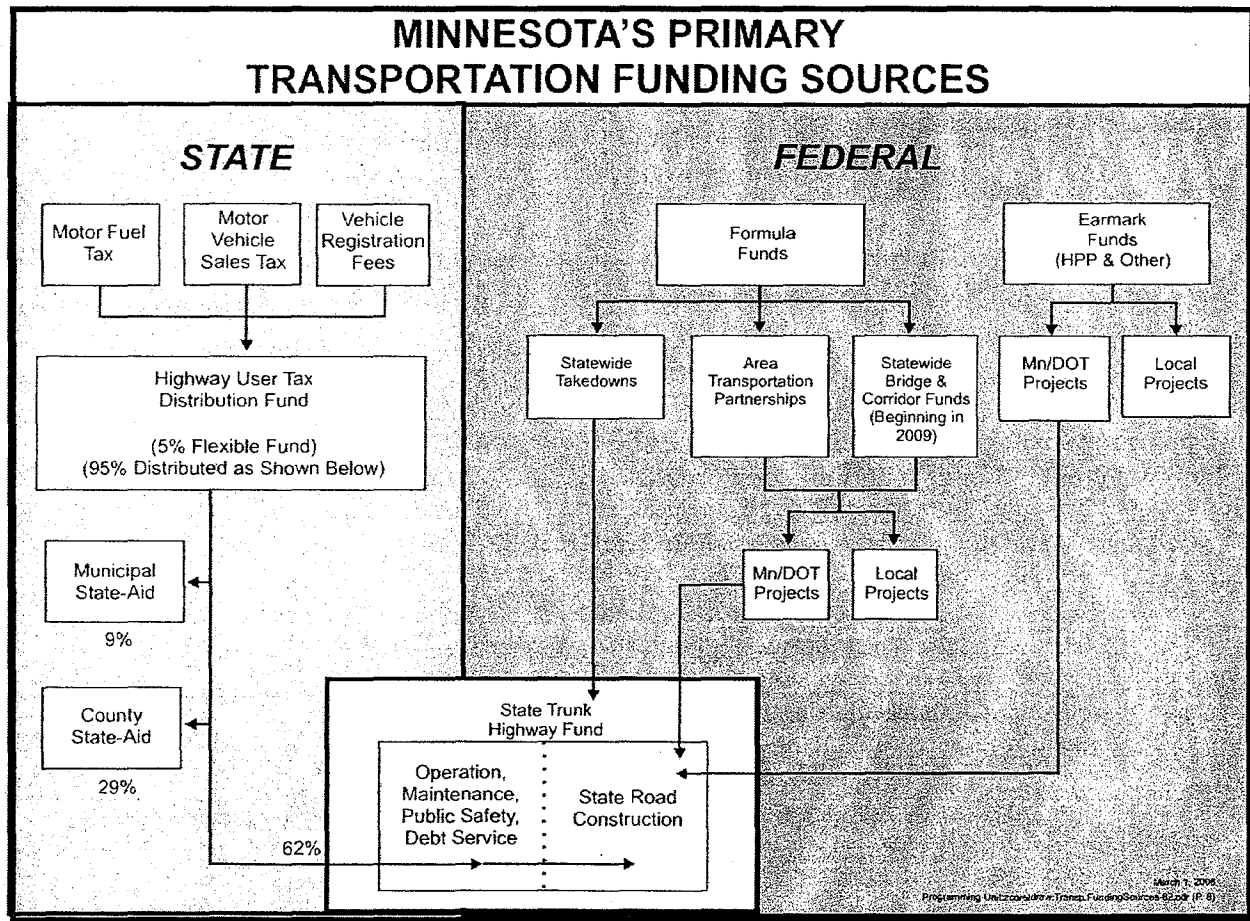 MINNESOTA'S PRIMARY
TRANSPORTATION FUNDING SOURCES
STATE
Motor Fuel
Tax
Motor
Vehicle
Sales Tax
Vehicle
Registration
Fees
Highway User Tax
Distribution Fund
(5% Flexible Fund)
(95% Distributed as Shown Below)
Municipal
State-Aid
9%
County
State-Aid
29%
62%
FEDERAL
Formula
Funds
Earmark
Funds
(HPP & Other)
Statewide
Takedowns
Area
Transportation
Partnerships
Statewide
Bridge &
Corridor Funds
(Beginning in
2009)
Mn/DOT
Projects
Local
Projects
Mn/DOT
Projects
Local
Projects
State Trunk
Highway Fund
Operation,
Maintenance,
Public Safety,
Debt Service
State Road
Construction
March 1,
Programming